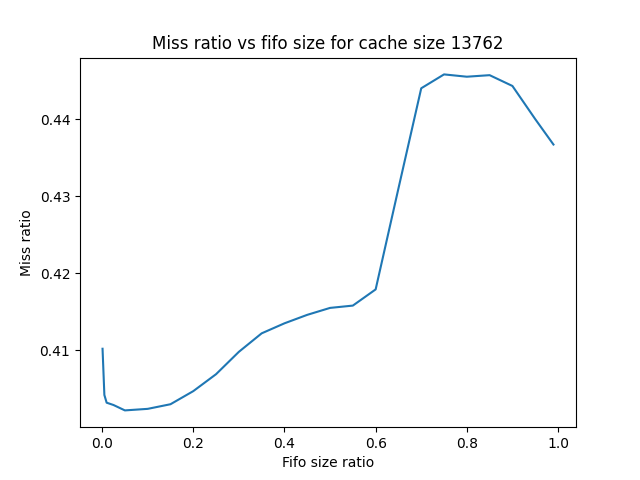 Miss ratio vs fifo size for cache size 13762
0.44
0.43
0.42
0.41
Miss ratio
0.0 0.2 0.4 0.6 0.8 1.0
Fifo size ratio